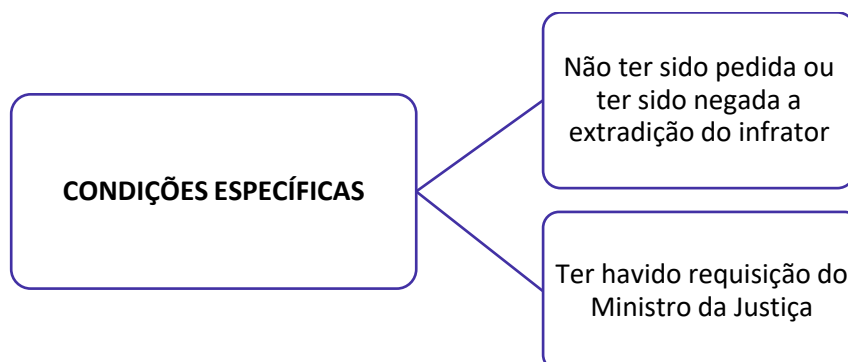 CONDIÇÕES ESPECÍFICAS
Não ter sido pedida ou
ter sido negada a
extradição do infrator
Ter havido requisição do
Ministro da Justiça